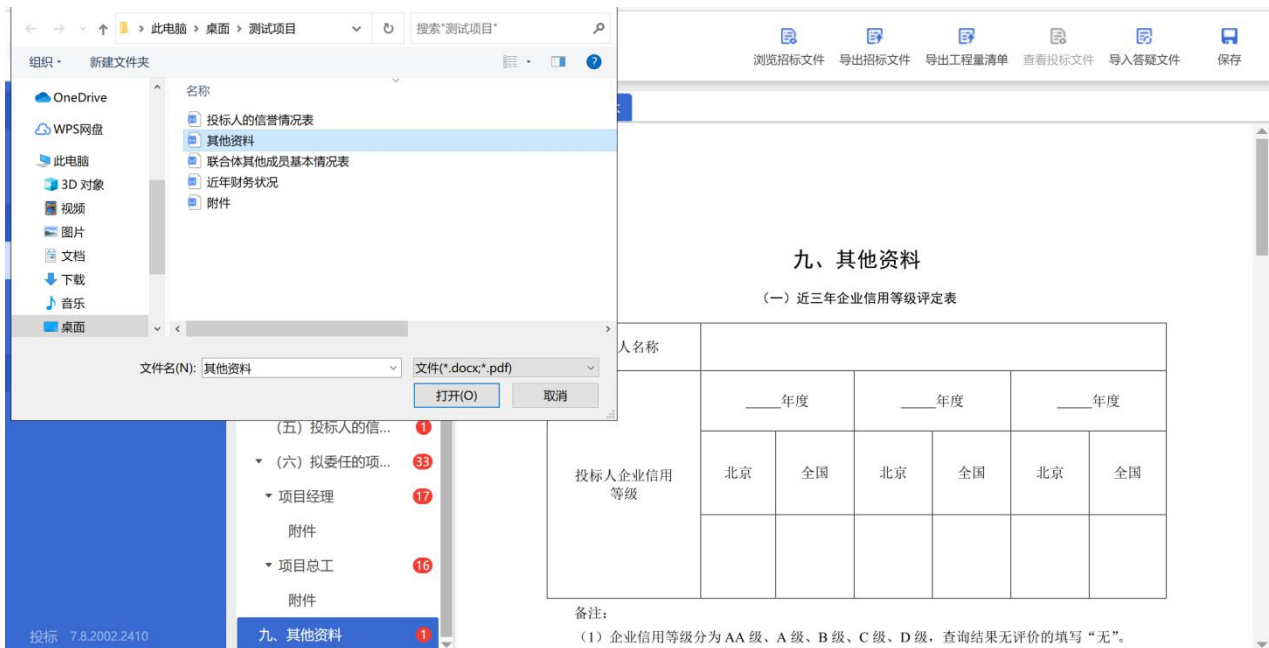 此电脑 › 桌面 › 测试项目
搜索"测试项目"
组织
新建文件夹
?
OneDrive
WPS网盘
此电脑
3D 对象
视频
图片
文档
下载
音乐
桌面
名称
投标人的信誉情况表
其他资料
联合体其他成员基本情况表
近年财务状况
附件
文件名(N): 其他资料
文件(*.docx;*.pdf)
打开(O)
取消
浏览招标文件
导出招标文件
导出工程量清单
查看投标文件
导入答疑文件
保存
（五）投标人的信... 1
（六）拟委任的项... 33
项目经理 17
附件
项目总工 16
附件
九、其他资料 1
投标 7.8.2002.2410
九、其他资料
（一）近三年企业信用等级评定表
人名称
____年度 ____年度 ____年度
投标人企业信用
等级
北京 全国 北京 全国 北京 全国
备注：
（1）企业信用等级分为 AA 级、A 级、B 级、C 级、D 级，查询结果无评价的填写“无”。